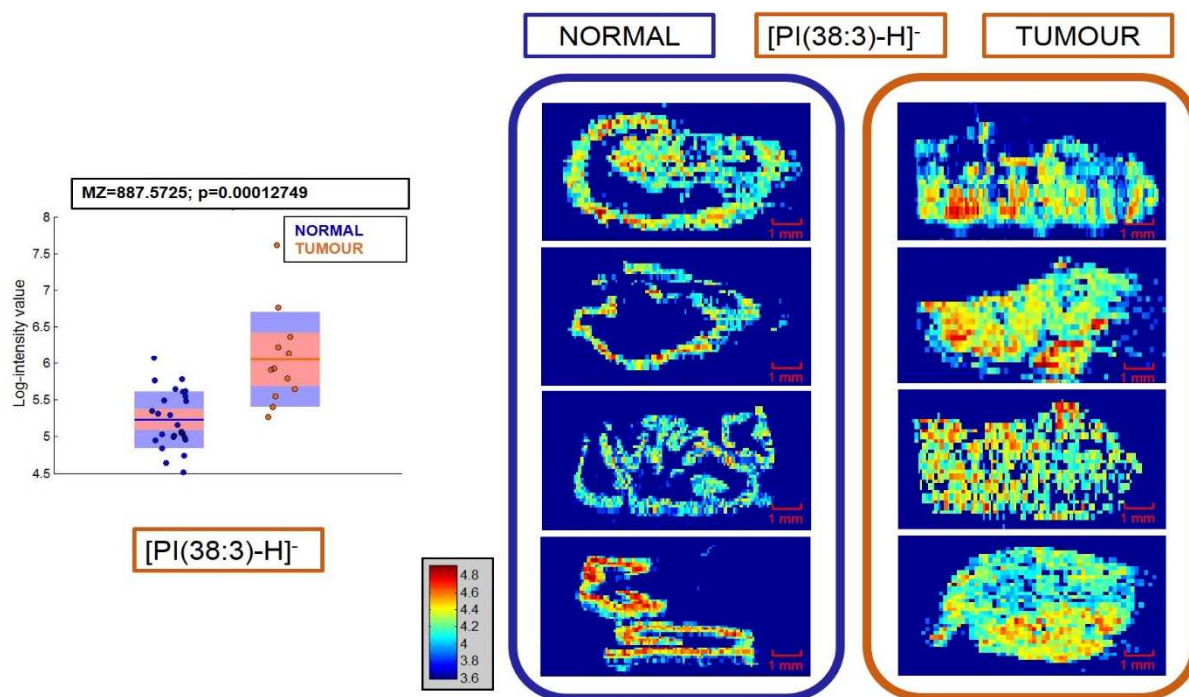 NORMAL
[PI(38:3)-H]-
TUMOUR
MZ=887.5725; p=0.00012749
NORMAL
TUMOUR
Log-intensity value
8
7.5
7
6.5
6
5.5
5
4.5
[PI(38:3)-H]-
4.8
4.6
4.4
4.2
4
3.8
3.6
1 mm
1 mm
1 mm
1 mm
1 mm
1 mm
1 mm
1 mm